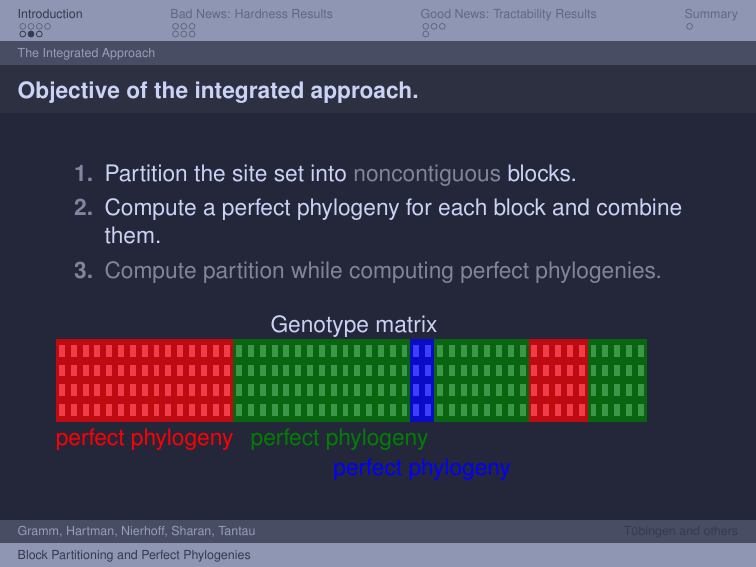 Introduction
Bad News: Hardness Results
Good News: Tractability Results
Summary
The Integrated Approach
Objective of the integrated approach.
1. Partition the site set into noncontiguous blocks.
2. Compute a perfect phylogeny for each block and combine
them.
3. Compute partition while computing perfect phylogenies.
Genotype matrix
perfect phylogeny perfect phylogeny
perfect phylogeny
Gramm, Hartman, Nierhoff, Sharan, Tantau
Tübingen and others
Block Partitioning and Perfect Phylogenies